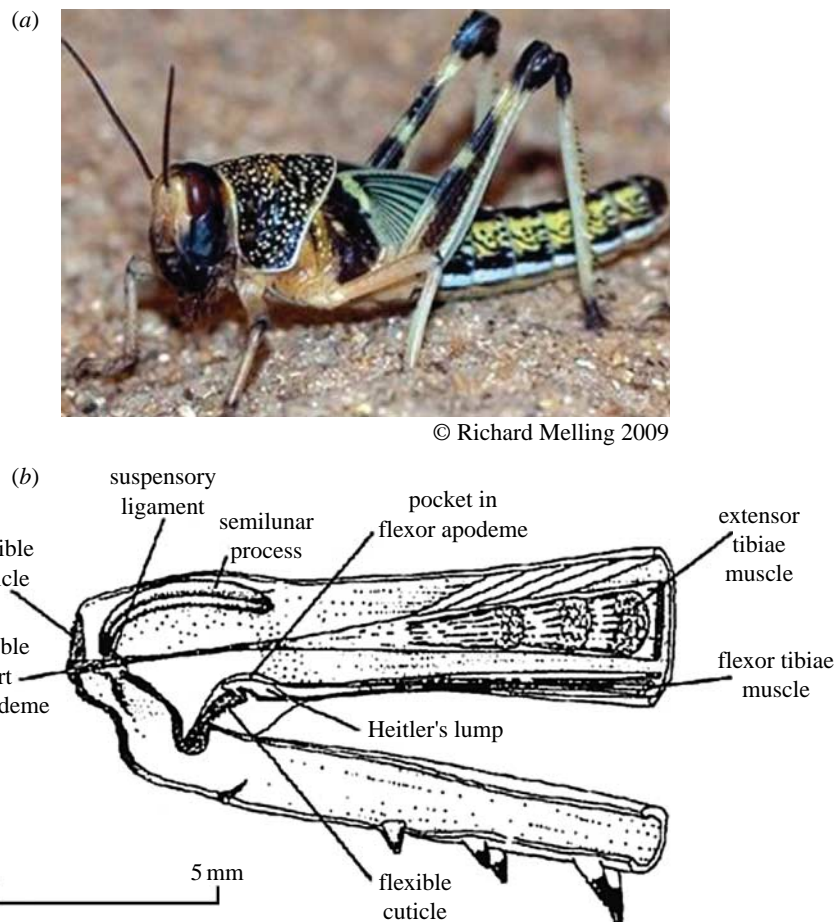 (a)
© Richard Melling 2009
(b)
suspensory
ligament
semilunar
process
pocket in
flexor apodeme
extensor
tibiae
muscle
flexor tibiae
muscle
Heitler's lump
flexible
cuticle
5 mm